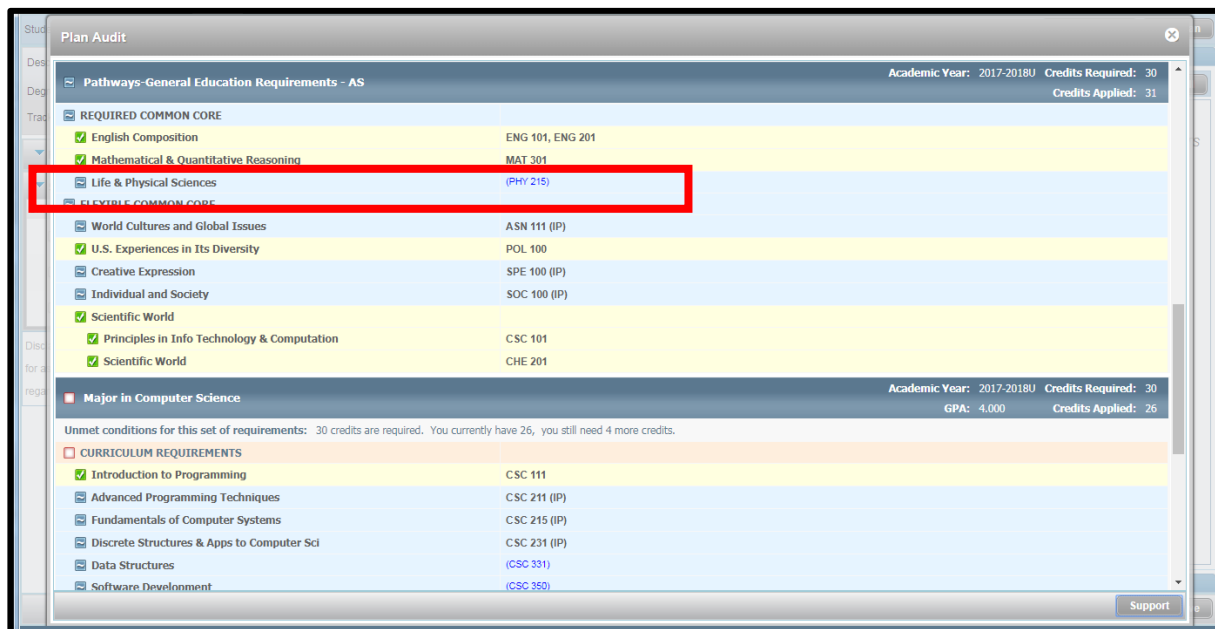 Stud
Plan Audit
n
Des
Deg
Trac
Pathways-General Education Requirements - AS
Academic Year: 2017-2018U Credits Required: 30
Credits Applied: 31
REQUIRED COMMON CORE
English Composition ENG 101, ENG 201
Mathematical & Quantitative Reasoning MAT 301
S
Life & Physical Sciences (PHY 215)
FLEXIBLE COMMON CORE
World Cultures and Global Issues ASN 111 (IP)
U.S. Experiences in Its Diversity POL 100
Creative Expression SPE 100 (IP)
Individual and Society SOC 100 (IP)
Scientific World
Principles in Info Technology & Computation CSC 101
Disc
Scientific World CHE 201
for a
rega
Major in Computer Science
Academic Year: 2017-2018U Credits Required: 30
GPA: 4.000 Credits Applied: 26
Unmet conditions for this set of requirements: 30 credits are required. You currently have 26, you still need 4 more credits.
CURRICULUM REQUIREMENTS
Introduction to Programming CSC 111
Advanced Programming Techniques CSC 211 (IP)
Fundamentals of Computer Systems CSC 215 (IP)
Discrete Structures & Apps to Computer Sci CSC 231 (IP)
Data Structures (CSC 331)
Software Development (CSC 350)
Support
e